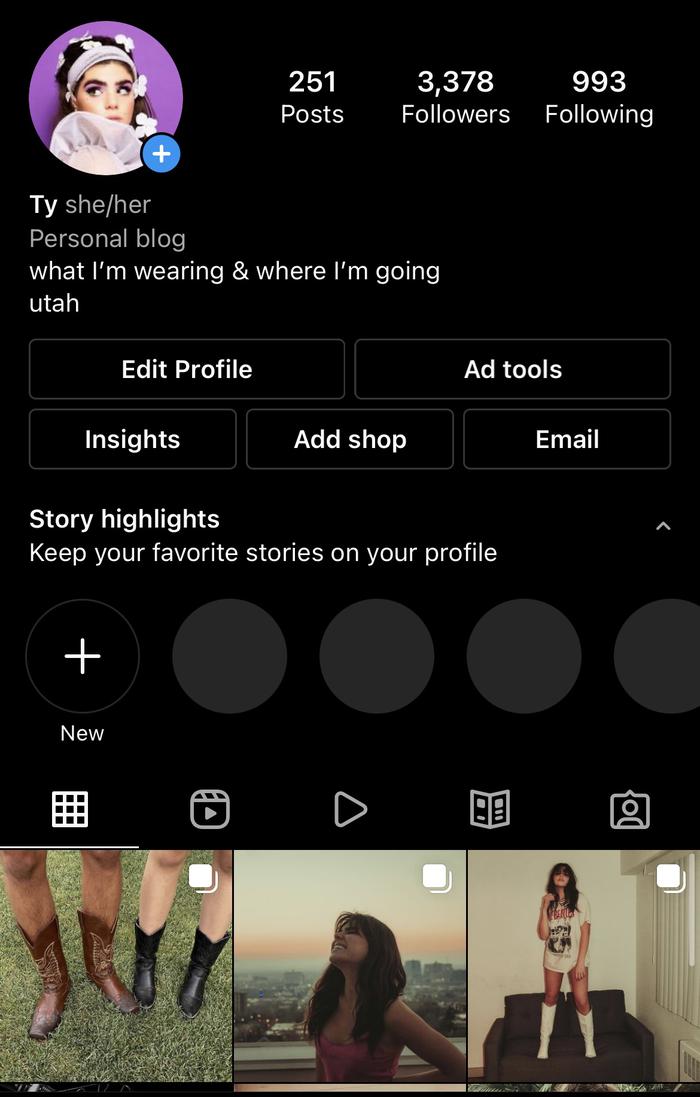 251
Posts
3,378
Followers
993
Following
Ty she/her
Personal blog
what I’m wearing & where I’m going
utah
Edit Profile
Ad tools
Insights
Add shop
Email
Story highlights
Keep your favorite stories on your profile
New